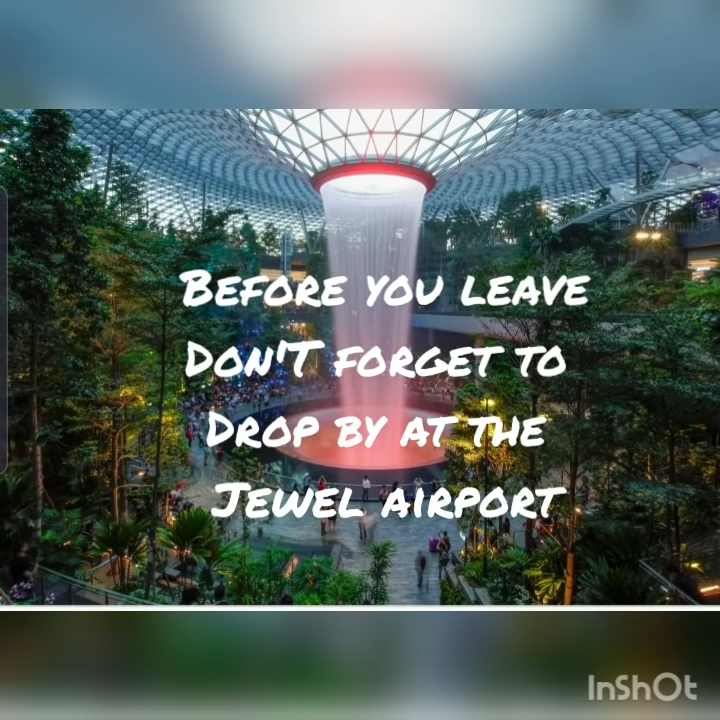 Before you leave
Don't forget to
Drop by at the
Jewel airport
InShOt